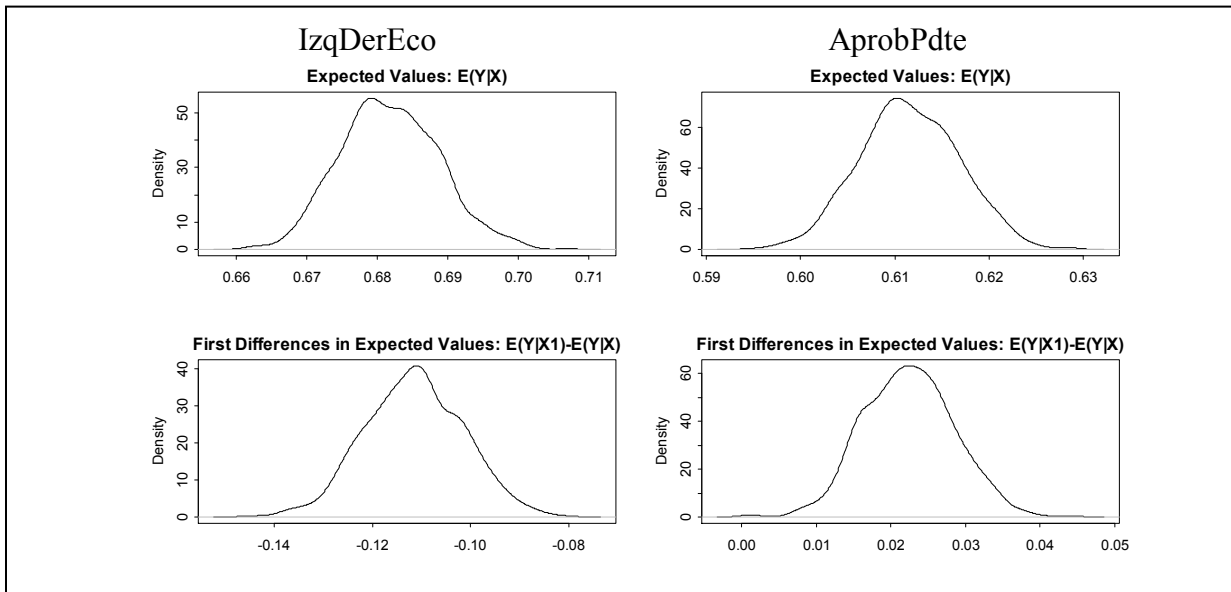 IzqDerEco
AprobPdte
Expected Values: E(Y|X)
Density
0 10 30 50
0.66 0.67 0.68 0.69 0.70 0.71
Expected Values: E(Y|X)
Density
0 20 40 60
0.59 0.60 0.61 0.62 0.63
First Differences in Expected Values: E(Y|X1)-E(Y|X)
Density
0 10 20 30 40
-0.14 -0.12 -0.10 -0.08
First Differences in Expected Values: E(Y|X1)-E(Y|X)
Density
0 20 40 60
0.00 0.01 0.02 0.03 0.04 0.05